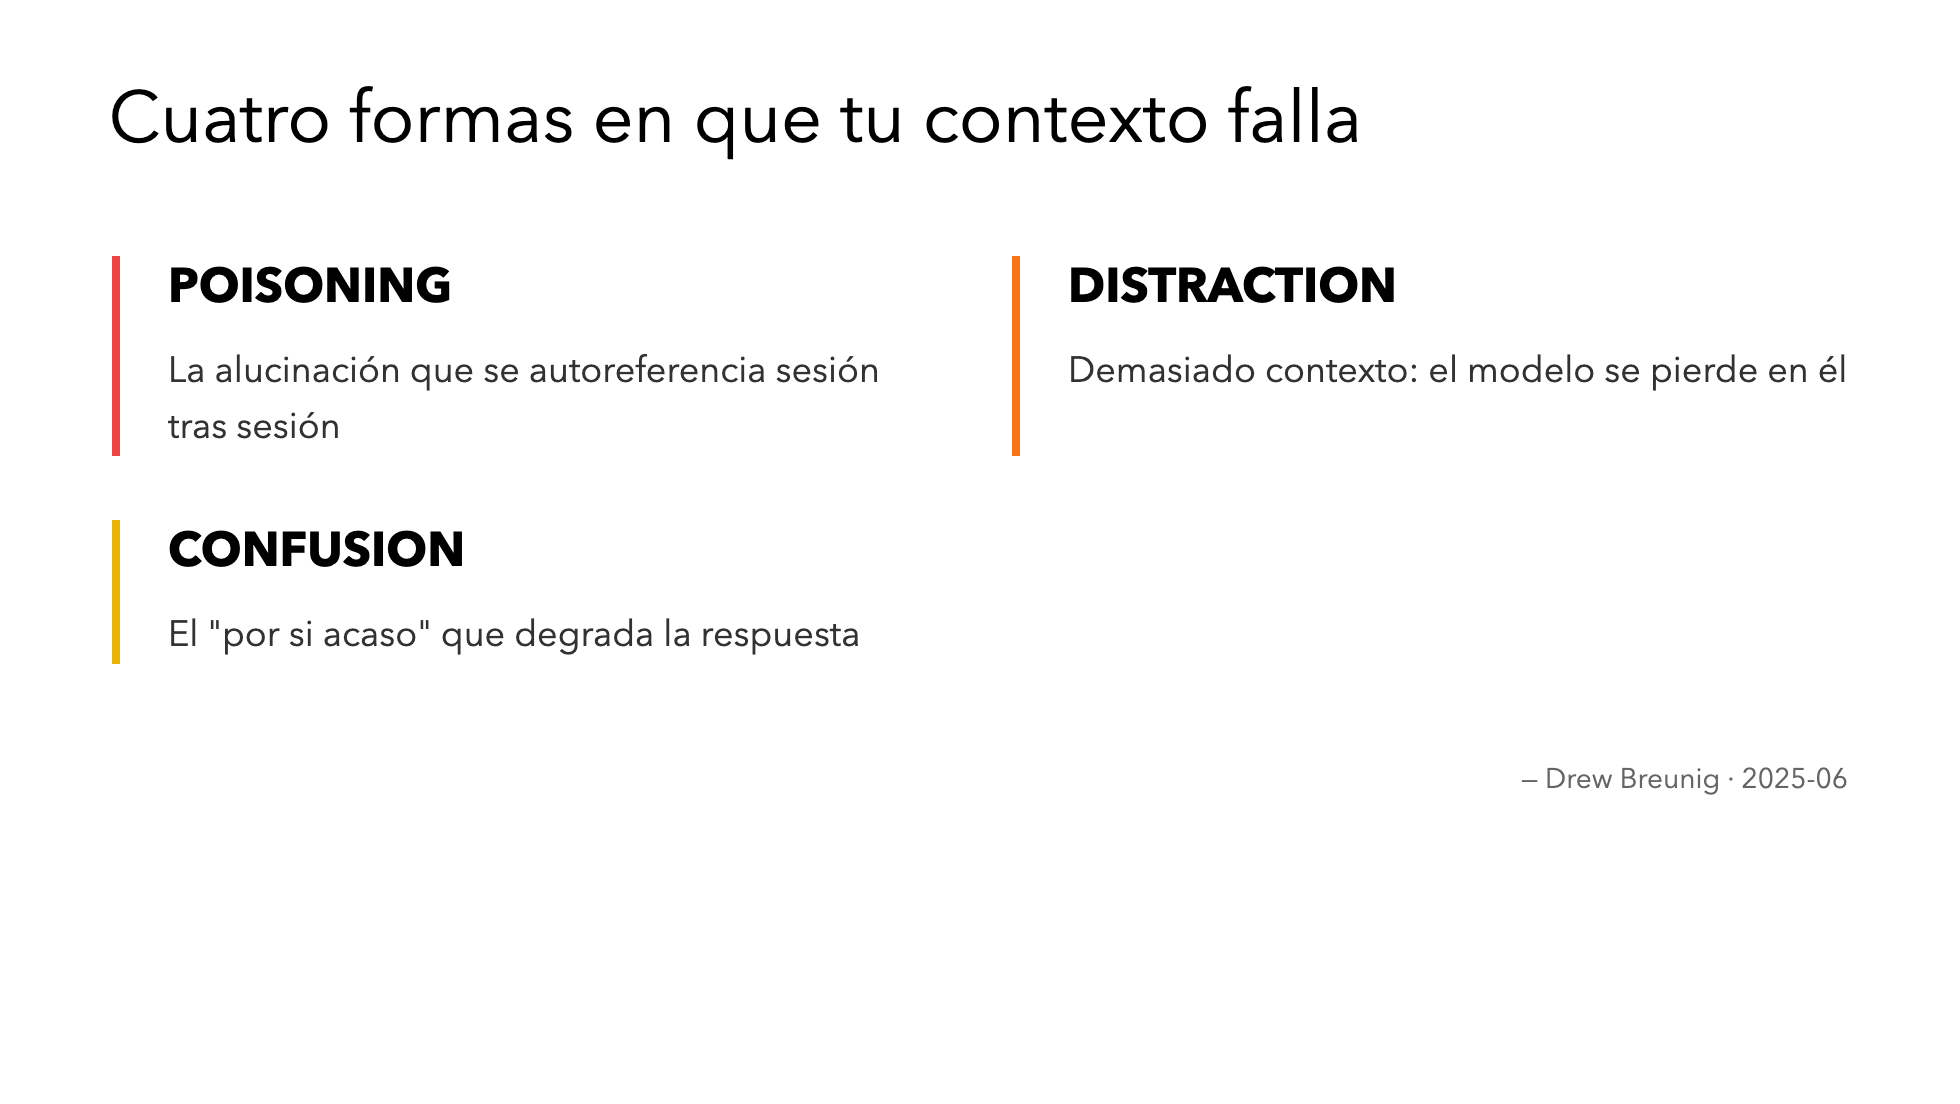 Cuatro formas en que tu contexto falla
POISONING
La alucinación que se autoreferencia sesión
tras sesión
DISTRACTION
Demasiado contexto: el modelo se pierde en él
CONFUSION
El "por si acaso" que degrada la respuesta
— Drew Breunig · 2025-06